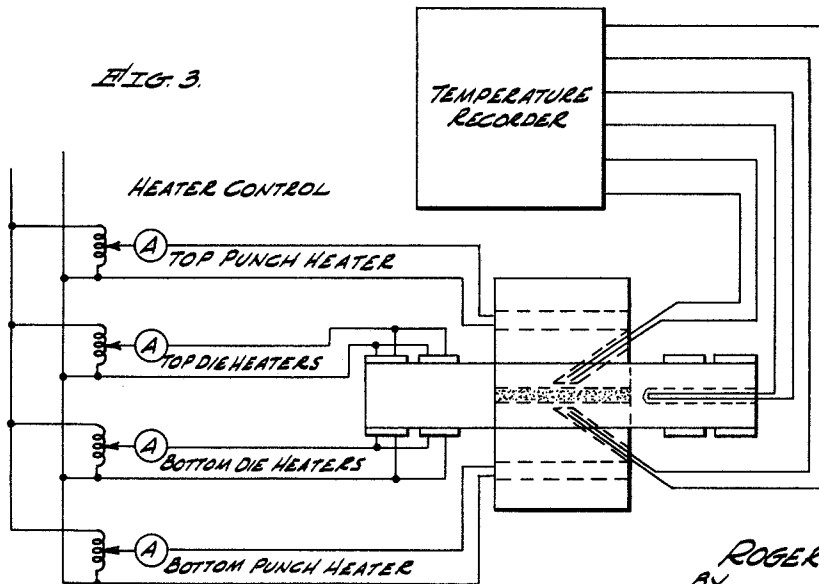 FIG. 3.
TEMPERATURE
RECORDER
HEATER CONTROL
A TOP PUNCH HEATER
A TOP DIE HEATERS
A BOTTOM DIE HEATERS
A BOTTOM PUNCH HEATER
ROGER
BY